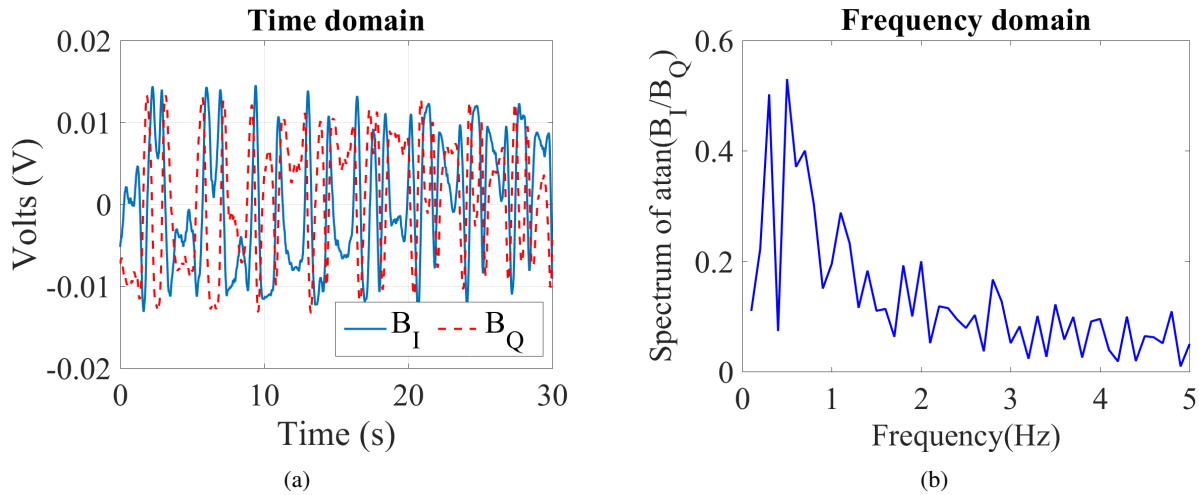 Time domain
0.02
0.01
0
-0.01
-0.02
Volts (V)
B_I
B_Q
0
10
20
30
Time (s)
(a)
Frequency domain
0.6
0.4
0.2
0
Spectrum of atan(B_I/B_Q)
0
1
2
3
4
5
Frequency(Hz)
(b)